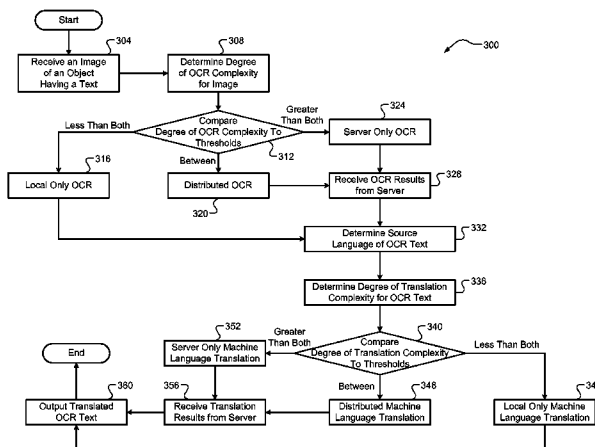 Start
304
Receive an Image
of an Object
Having a Text
308
Determine Degree
of OCR Complexity
for Image
300
Less Than Both
Compare
Degree of OCR Complexity To
Thresholds
312
Greater
Than Both
324
Server Only OCR
Between
316
Local Only OCR
Distributed OCR
320
Receive OCR Results
from Server
328
Determine Source
Language of OCR Text
332
Determine Degree of Translation
Complexity for OCR Text
336
352
Greater
Than Both
Compare
Degree of Translation Complexity
To Thresholds
340
Less Than Both
Server Only Machine
Language Translation
End
Between
360
Output Translated
OCR Text
356
Receive Translation
Results from Server
348
Distributed Machine
Language Translation
Local Only Machine
Language Translation